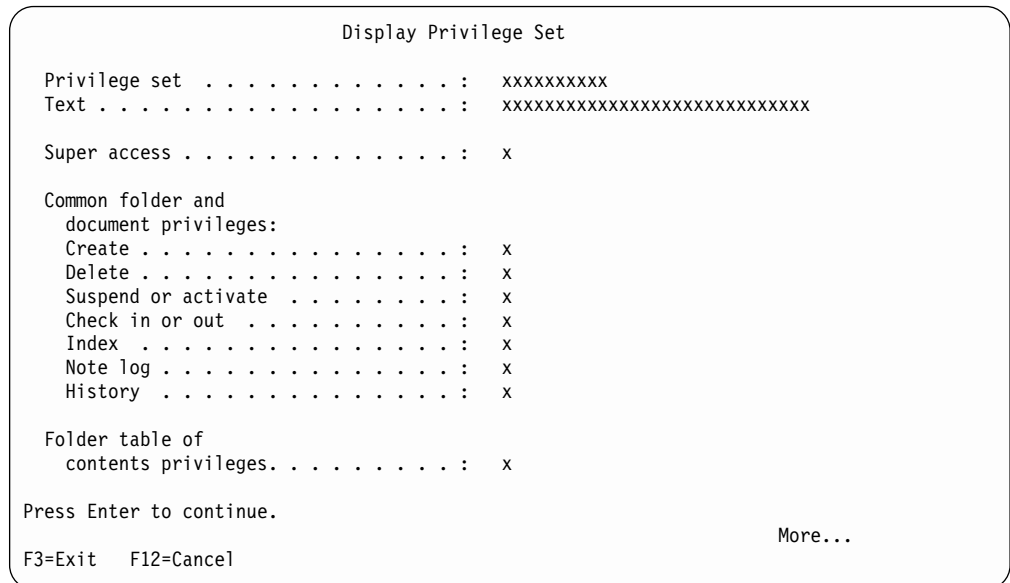 Display Privilege Set
Privilege set . . . . . . . . . . . . : xxxxxxxxxx
Text . . . . . . . . . . . . . . . . . : xxxxxxxxxxxxxxxxxxxxxxxxxxxxx
Super access . . . . . . . . . . . . . : x
Common folder and
document privileges:
Create . . . . . . . . . . . . . . . : x
Delete . . . . . . . . . . . . . . . : x
Suspend or activate . . . . . . . . : x
Check in or out . . . . . . . . . . : x
Index . . . . . . . . . . . . . . . : x
Note log . . . . . . . . . . . . . . : x
History . . . . . . . . . . . . . . : x
Folder table of
contents privileges. . . . . . . . . : x
Press Enter to continue.
More...
F3=Exit F12=Cancel